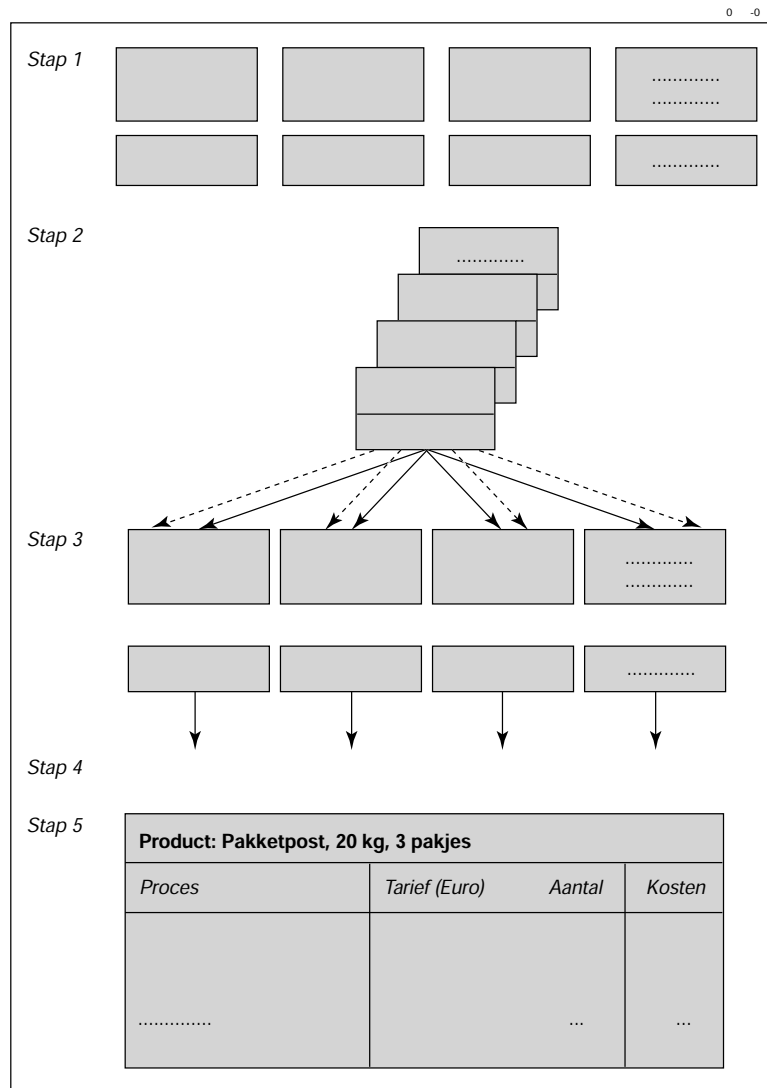 0 -0
Stap 1
.............
.............
.............
Stap 2
.............
Stap 3
.............
.............
.............
Stap 4
Stap 5
Product: Pakketpost, 20 kg, 3 pakjes
Proces Tarief (Euro) Aantal Kosten
.............. ... ...